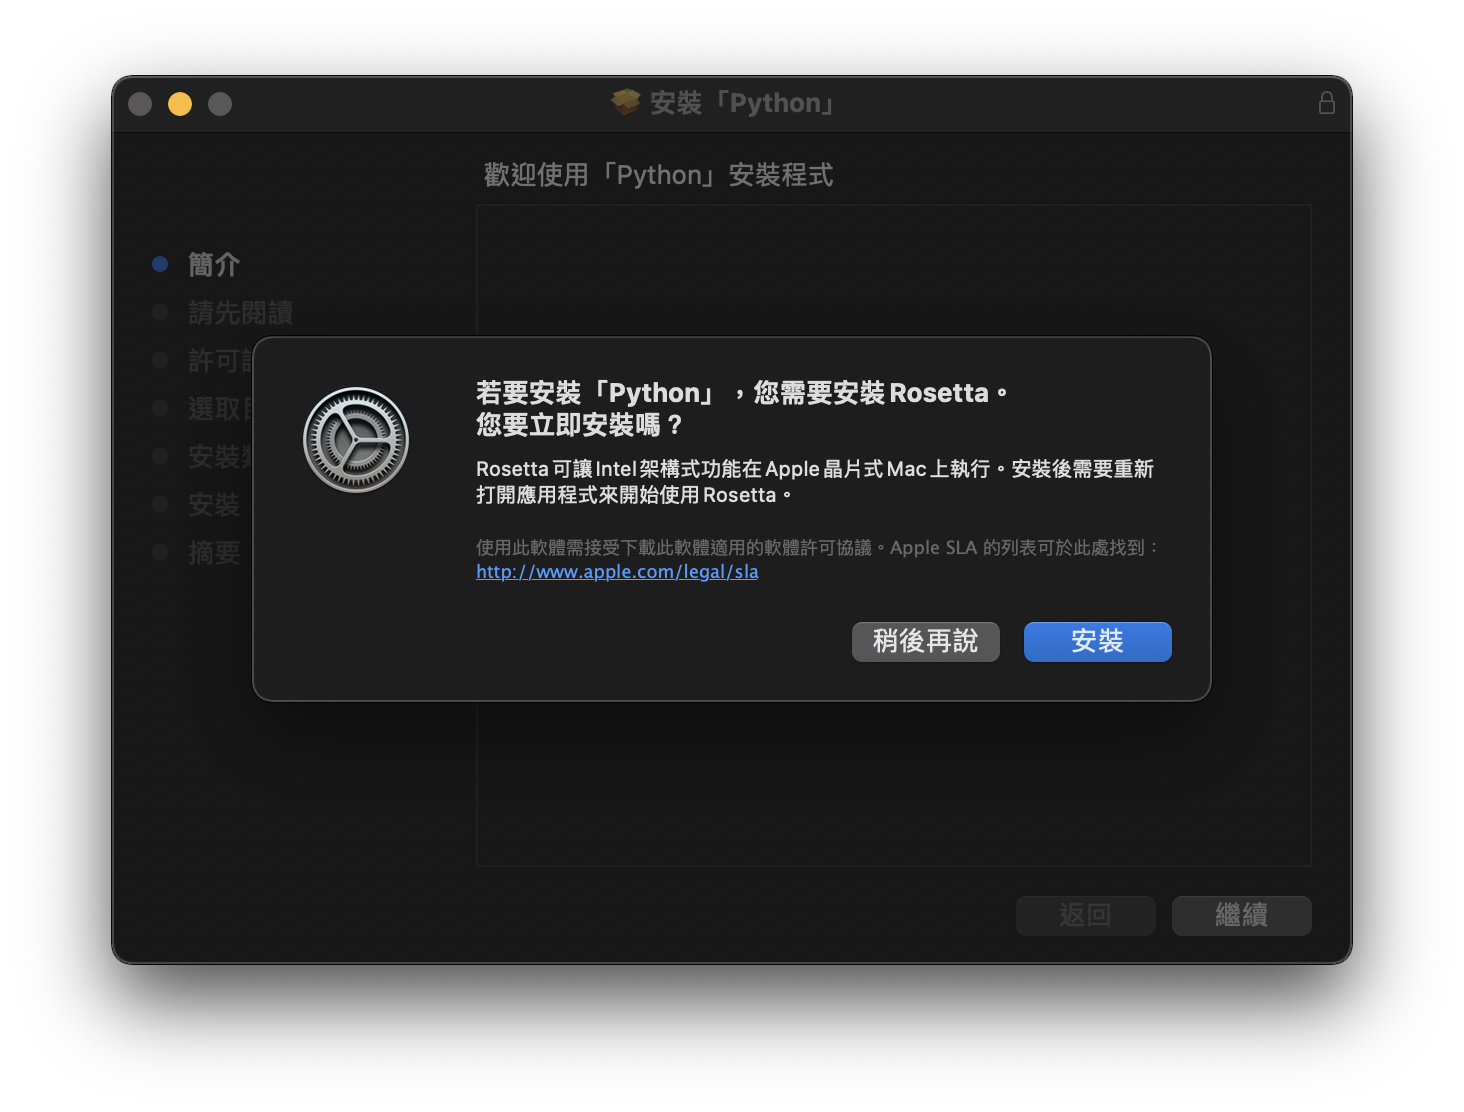 安裝「Python」
歡迎使用「Python」安裝程式
簡介
請先閱讀
許可
選取
安裝
安裝
摘要
若要安裝「Python」，您需要安裝 Rosetta。
您要立即安裝嗎？
Rosetta 可讓 Intel 架構式功能在 Apple 晶片式 Mac 上執行。安裝後需要重新
打開應用程式來開始使用 Rosetta。
使用此軟體需接受下載此軟體適用的軟體許可協議。Apple SLA 的列表可於此處找到：
http://www.apple.com/legal/sla
稍後再說
安裝
返回
繼續